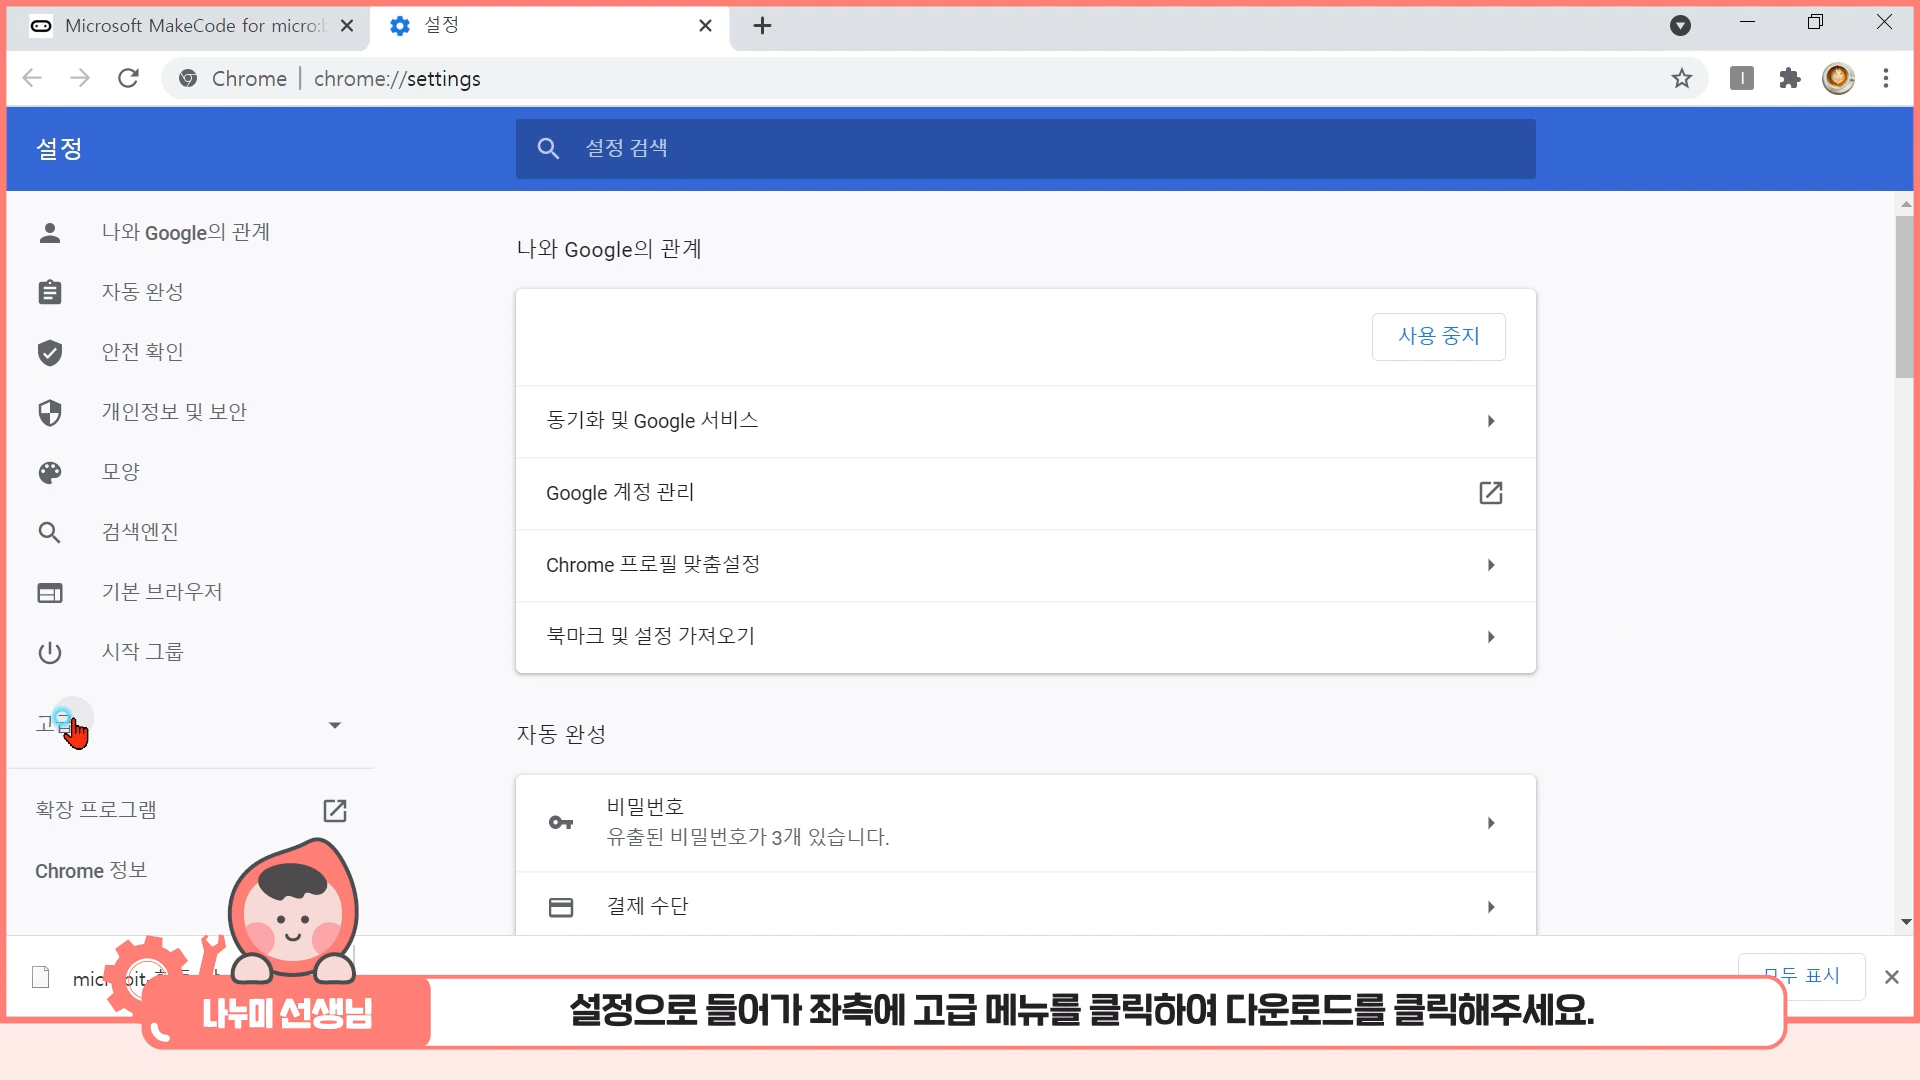 Microsoft MakeCode for micro:b
설정
Chrome | chrome://settings
설정
설정 검색
나와 Google의 관계
자동 완성
안전 확인
개인정보 및 보안
모양
검색엔진
기본 브라우저
시작 그룹
고급
확장 프로그램
Chrome 정보
나와 Google의 관계
사용 중지
동기화 및 Google 서비스
Google 계정 관리
Chrome 프로필 맞춤설정
북마크 및 설정 가져오기
자동 완성
비밀번호
유출된 비밀번호가 3개 있습니다.
결제 수단
모두 표시
나누미 선생님
설정으로 들어가 좌측에 고급 메뉴를 클릭하여 다운로드를 클릭해주세요.